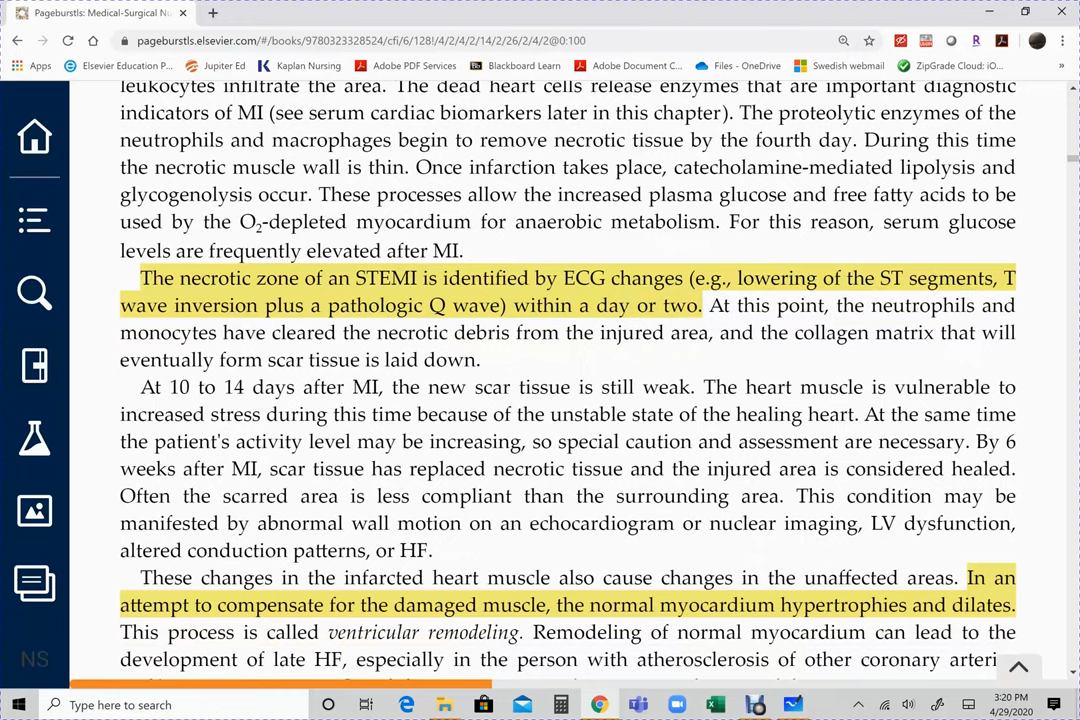 Pageburstls: Medical-Surgical Nu
pageburstls.elsevier.com/#/books/9780323328524/cfi/6/128!/4/2/4/2/14/2/26/2/4/2@0:100
Apps
Elsevier Education P...
Jupiter Ed
Kaplan Nursing
Adobe PDF Services
Blackboard Learn
Adobe Document C...
Files - OneDrive
Swedish webmail
ZipGrade Cloud: iO...
leukocytes infiltrate the area. The dead heart cells release enzymes that are important diagnostic
indicators of MI (see serum cardiac biomarkers later in this chapter). The proteolytic enzymes of the
neutrophils and macrophages begin to remove necrotic tissue by the fourth day. During this time
the necrotic muscle wall is thin. Once infarction takes place, catecholamine-mediated lipolysis and
glycogenolysis occur. These processes allow the increased plasma glucose and free fatty acids to be
used by the O2-depleted myocardium for anaerobic metabolism. For this reason, serum glucose
levels are frequently elevated after MI.
The necrotic zone of an STEMI is identified by ECG changes (e.g., lowering of the ST segments, T
wave inversion plus a pathologic Q wave) within a day or two. At this point, the neutrophils and
monocytes have cleared the necrotic debris from the injured area, and the collagen matrix that will
eventually form scar tissue is laid down.
At 10 to 14 days after MI, the new scar tissue is still weak. The heart muscle is vulnerable to
increased stress during this time because of the unstable state of the healing heart. At the same time
the patient's activity level may be increasing, so special caution and assessment are necessary. By 6
weeks after MI, scar tissue has replaced necrotic tissue and the injured area is considered healed.
Often the scarred area is less compliant than the surrounding area. This condition may be
manifested by abnormal wall motion on an echocardiogram or nuclear imaging, LV dysfunction,
altered conduction patterns, or HF.
These changes in the infarcted heart muscle also cause changes in the unaffected areas. In an
attempt to compensate for the damaged muscle, the normal myocardium hypertrophies and dilates.
This process is called ventricular remodeling. Remodeling of normal myocardium can lead to the
development of late HF, especially in the person with atherosclerosis of other coronary arteri
NS
Type here to search
3:20 PM
4/29/2020